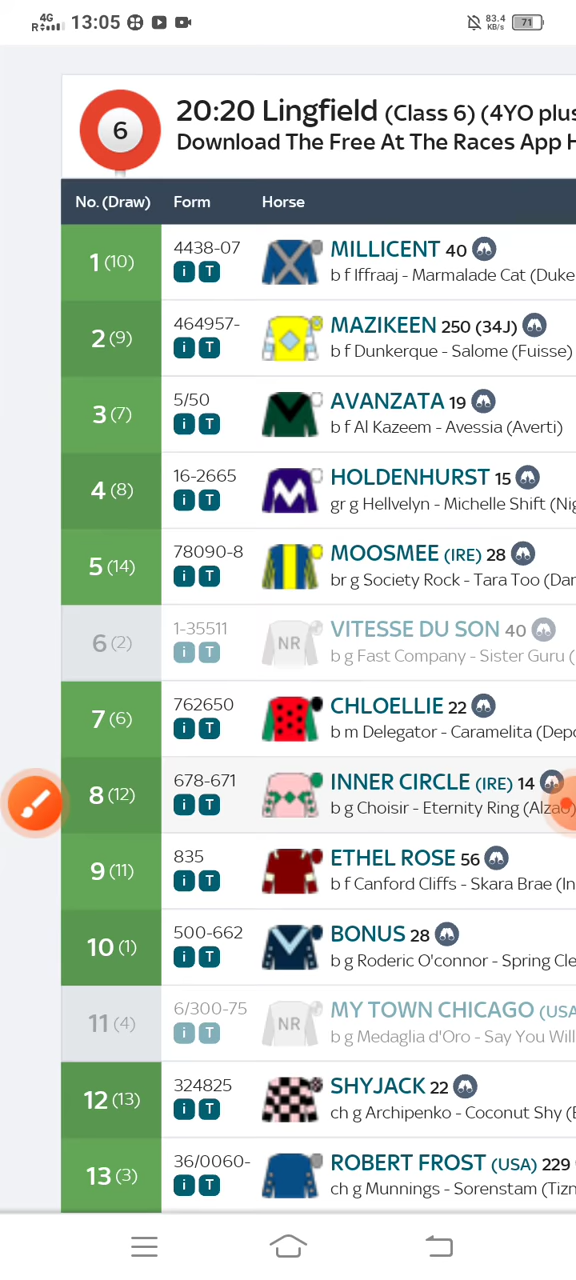 4G
R 13:05 83.4 KB/s 71
6
20:20 Lingfield (Class 6) (4YO plus
Download The Free At The Races App H
No. (Draw) Form Horse
1 (10) 4438-07 MILLICENT 40
i T b f Iffraaj - Marmalade Cat (Duke
2 (9) 464957- MAZIKEEN 250 (34J)
i T b f Dunkerque - Salome (Fuisse)
3 (7) 5/50 AVANZATA 19
i T b f Al Kazeem - Avessia (Averti)
4 (8) 16-2665 HOLDENHURST 15
i T gr g Hellvelyn - Michelle Shift (Nig
5 (14) 78090-8 MOOSMEE (IRE) 28
i T br g Society Rock - Tara Too (Dan
6 (2) 1-35511 NR VITESSE DU SON 40
i T b g Fast Company - Sister Guru (
7 (6) 762650 CHLOELLIE 22
i T b m Delegator - Caramelita (Depo
8 (12) 678-671 INNER CIRCLE (IRE) 14
i T b g Choisir - Eternity Ring (Alzao)
9 (11) 835 ETHEL ROSE 56
i T b f Canford Cliffs - Skara Brae (In
10 (1) 500-662 BONUS 28
i T b g Roderic O'connor - Spring Cle
11 (4) 6/300-75 NR MY TOWN CHICAGO (USA
i T b g Medaglia d'Oro - Say You Will
12 (13) 324825 SHYJACK 22
i T ch g Archipenko - Coconut Shy (B
13 (3) 36/0060- ROBERT FROST (USA) 229
i T ch g Munnings - Sorenstam (Tizn